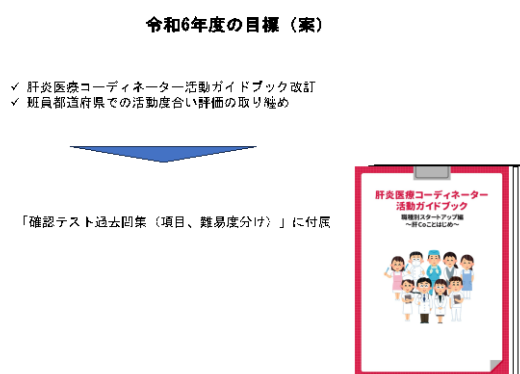 令和6年度の目標（案）
✓ 肝炎医療コーディネーター活動ガイドブック改訂
✓ 班員都道府県での活動度合い評価の取り纏め
「確認テスト過去問集（項目、難易度分け）」に付属
肝炎医療コーディネーター
活動ガイドブック
職種別スタートアップ編
～肝Coことはじめ～